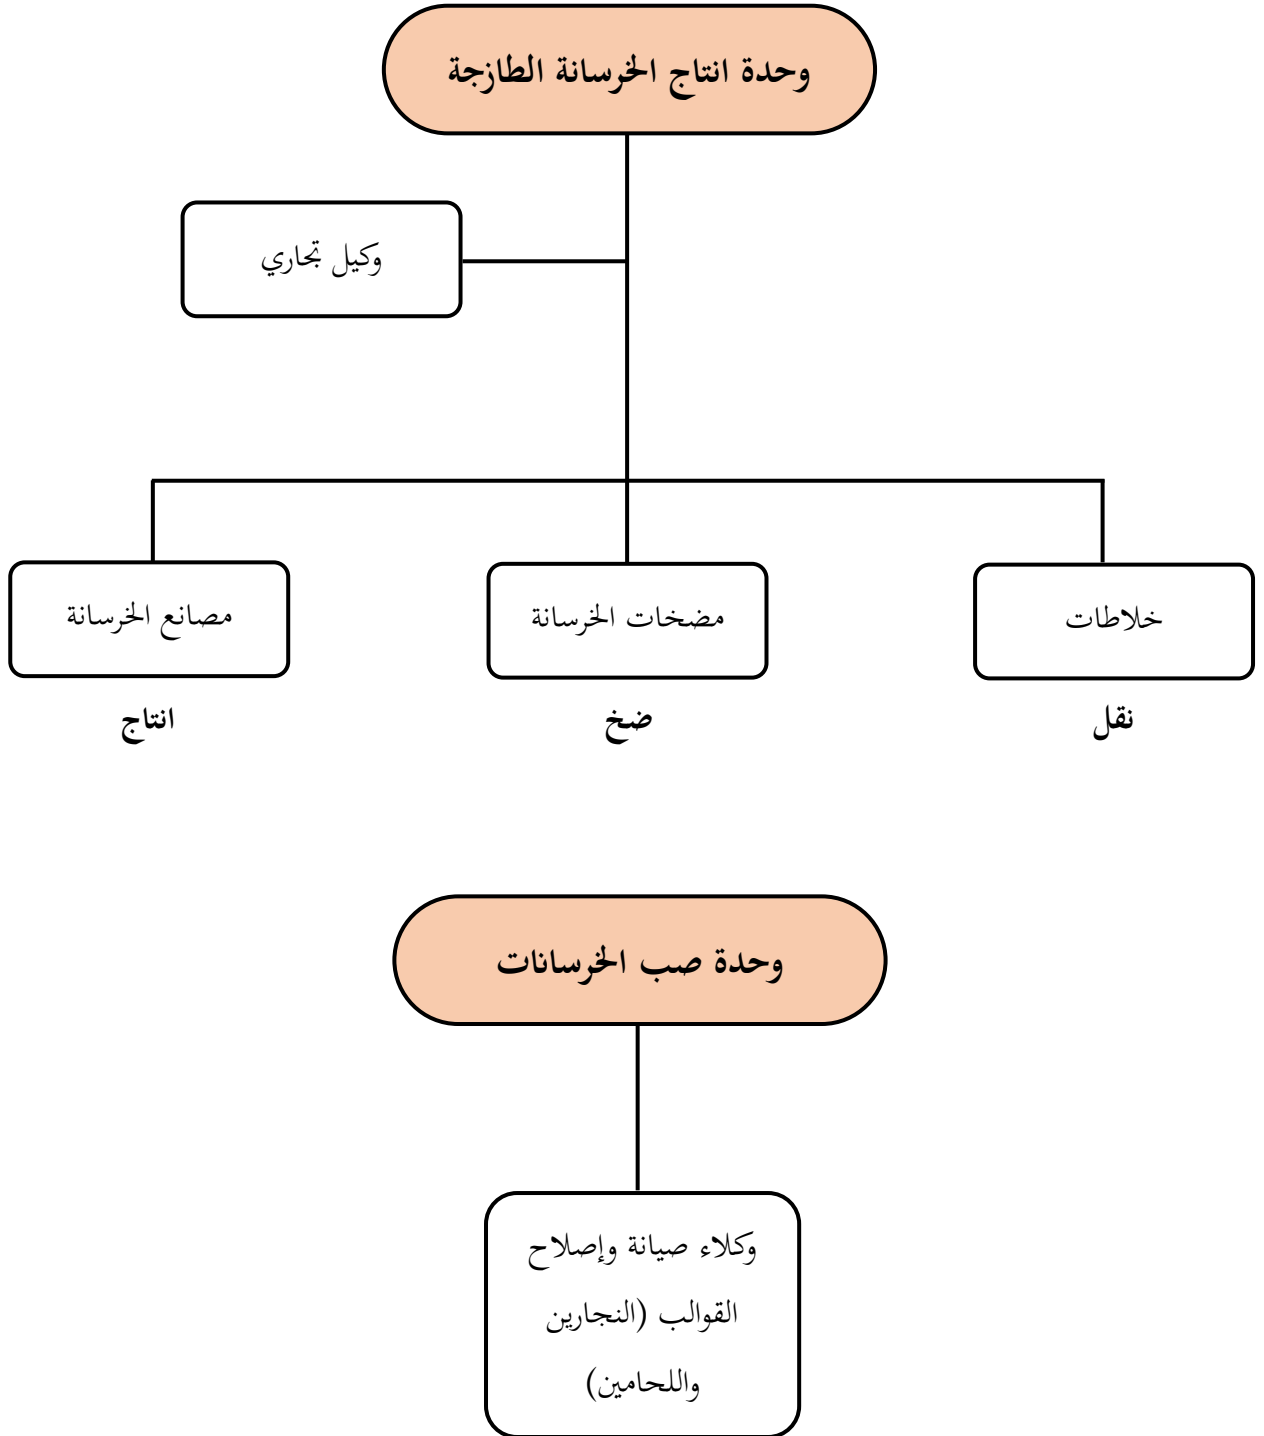 وحدة انتاج الخرسانة الطازجة
وكيل تجاري
خلاطات
مضخات الخرسانة
مصانع الخرسانة
نقل
ضخ
انتاج
وحدة صب الخرسانات
وكلاء صيانة وإصلاح
القوالب (النجارين
واللحامين)